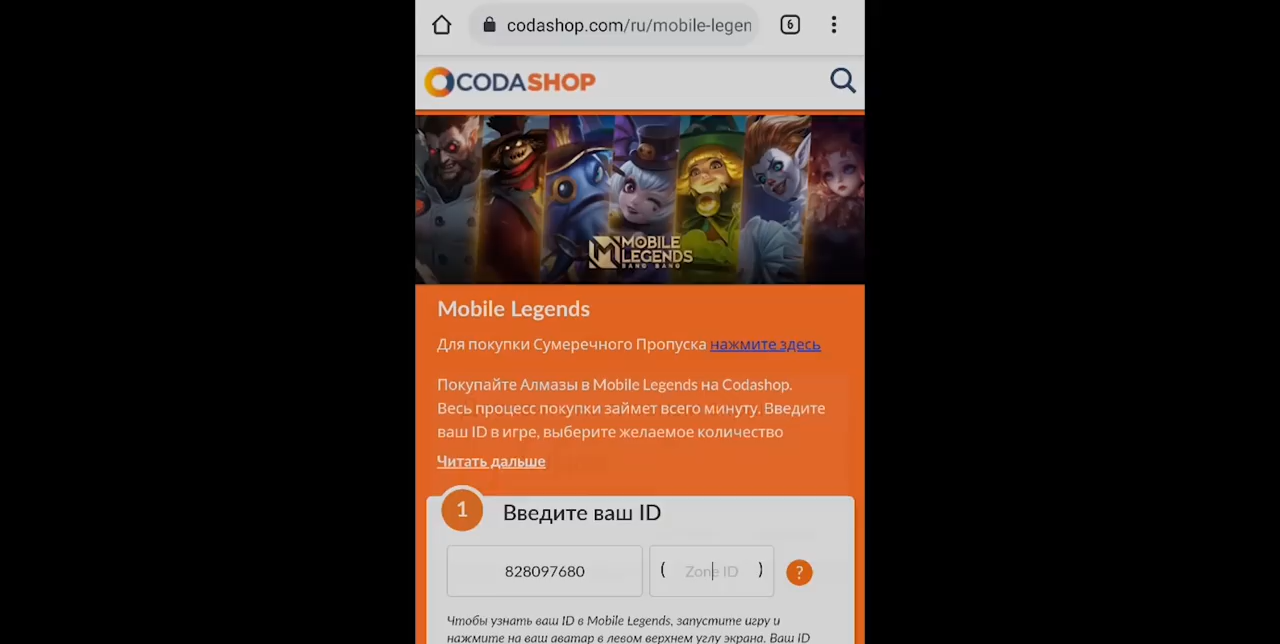 codashop.com/ru/mobile-legen
6
CODASHOP
MOBILE
LEGENDS
BANG BANG
Mobile Legends
Для покупки Сумеречного Пропуска нажмите здесь
Покупайте Алмазы в Mobile Legends на Codashop.
Весь процесс покупки займет всего минуту. Введите
ваш ID в игре, выберите желаемое количество
Читать дальше
1 Введите ваш ID
828097680 ( Zone ID ) ?
Чтобы узнать ваш ID в Mobile Legends, запустите игру и
нажмите на ваш аватар в левом верхнем углу экрана. Ваш ID